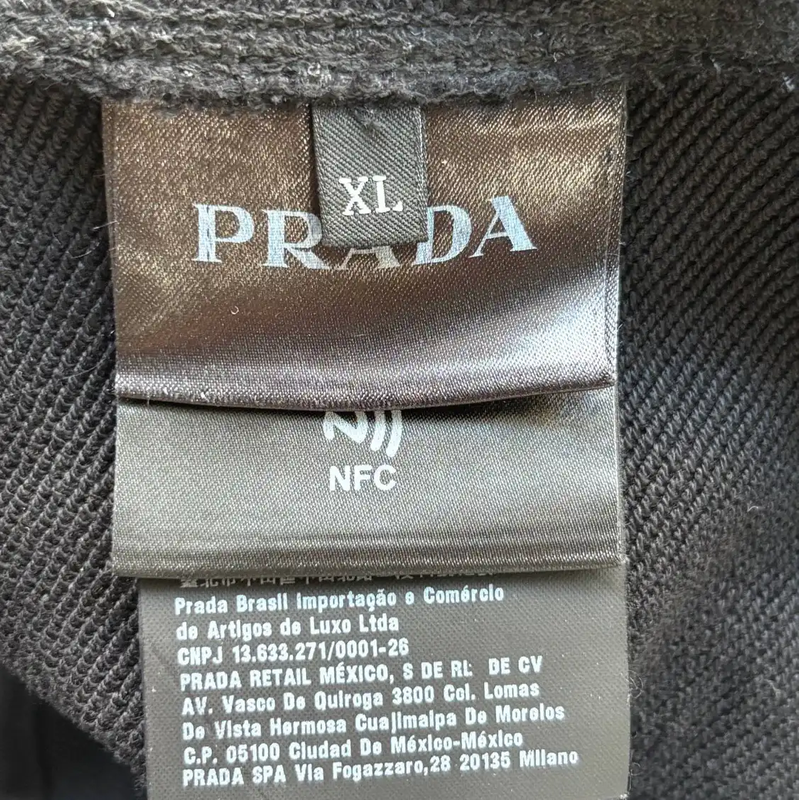 XL
PRADA
NFC
Prada Brasil Importação e Comércio
de Artigos de Luxo Ltda
CNPJ 13.633.271/0001-26
PRADA RETAIL MÉXICO, S DE RL DE CV
AV. Vasco De Quiroga 3800 Col. Lomas
De Vista Hermosa Cuajimalpa De Morelos
C.P. 05100 Ciudad De México-México
PRADA SPA Via Fogazzaro,28 20135 Milano